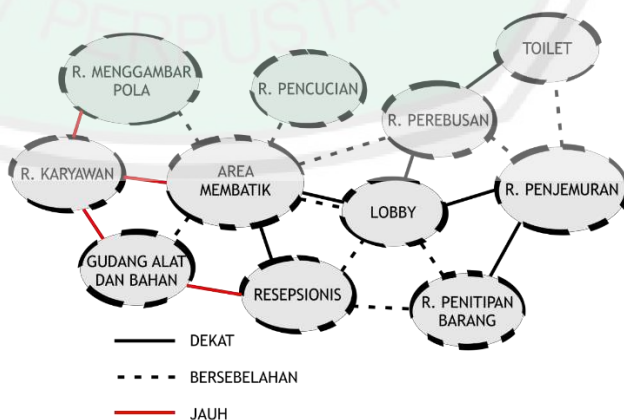 PERPUSTA
TOILET
R. MENGGAMBAR
POLA
R. PENCUCIAN
R. PEREBUSAN
R. KARYAWAN
AREA
MEMBATIK
LOBBY
R. PENJEMURAN
GUDANG ALAT
DAN BAHAN
RESEPSIONIS
R. PENITIPAN
BARANG
DEKAT
BERSEBELAHAN
JAUH